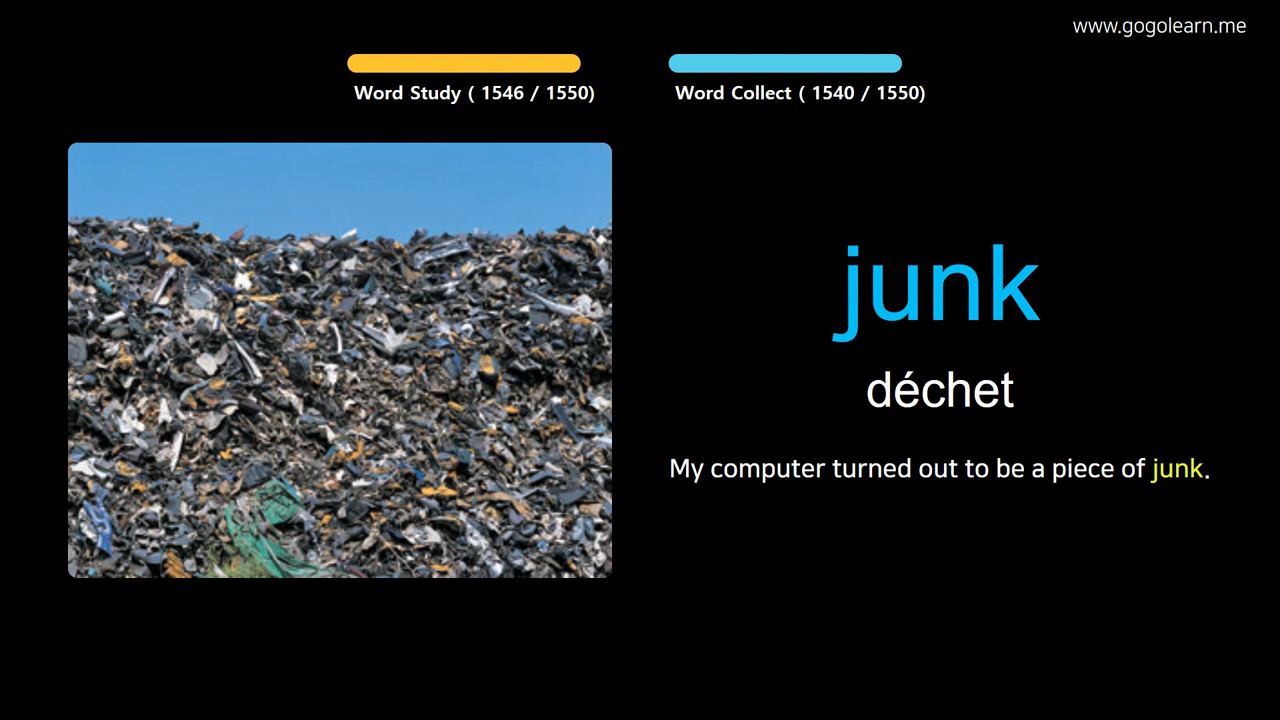 www.gogolearn.me
Word Study ( 1546 / 1550)
Word Collect ( 1540 / 1550)
junk
déchet
My computer turned out to be a piece of junk.